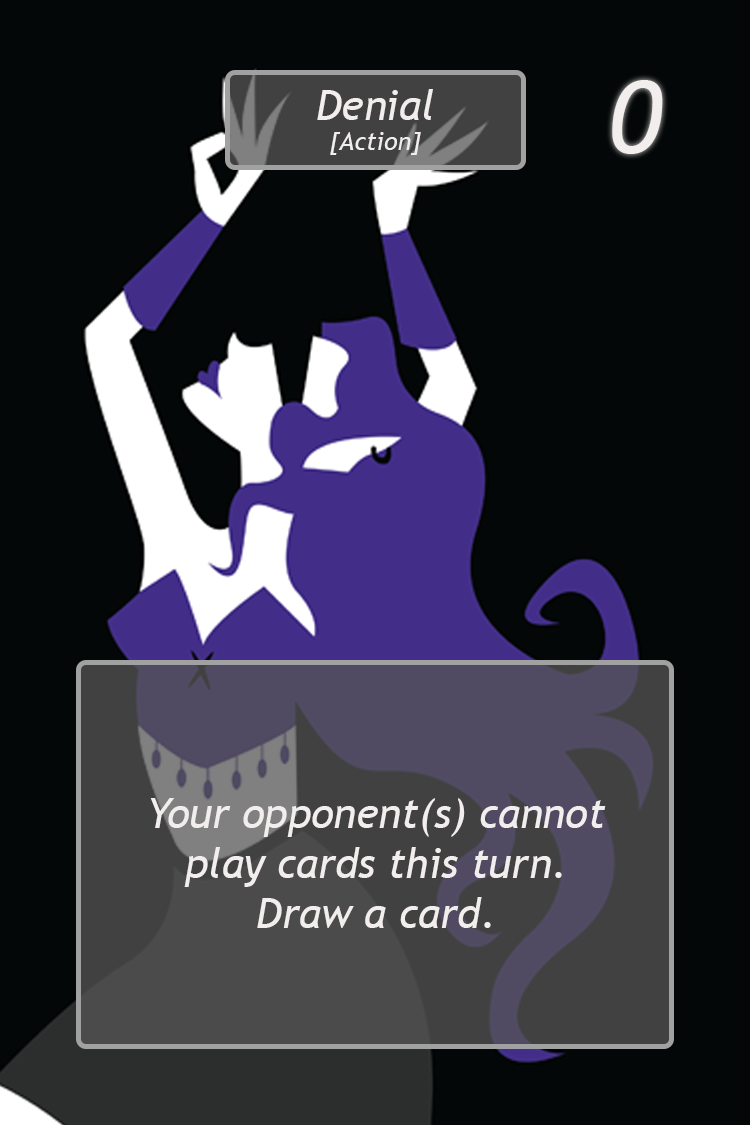 Denial
0
[Action]
Your opponent(s) cannot
play cards this turn.
Draw a card.